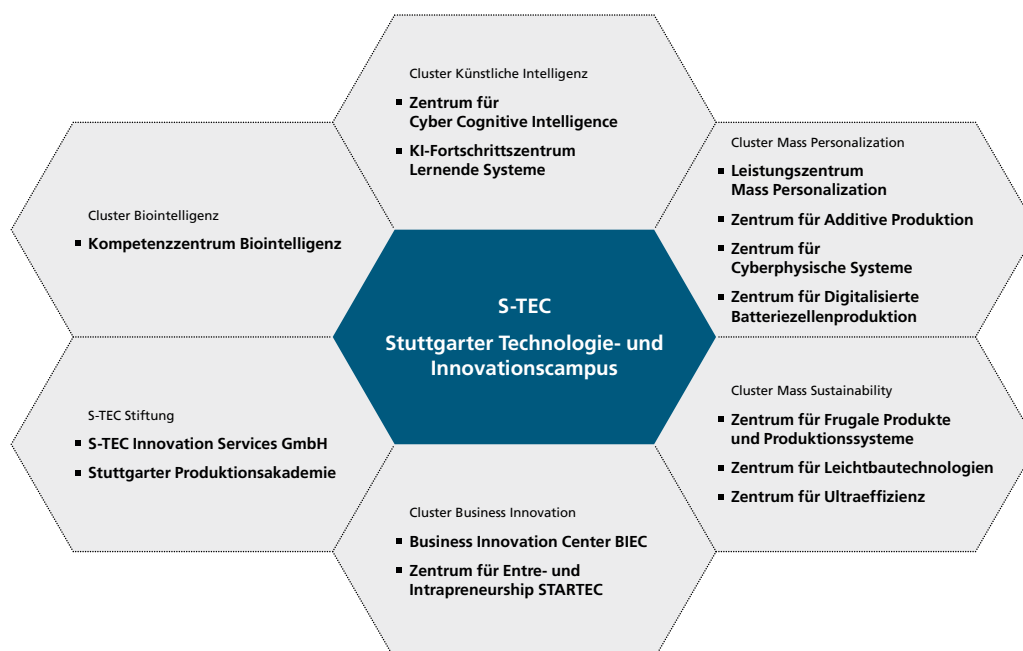 Cluster Künstliche Intelligenz
▪ Zentrum für
Cyber Cognitive Intelligence
▪ KI-Fortschrittszentrum
Lernende Systeme
Cluster Mass Personalization
▪ Leistungszentrum
Mass Personalization
▪ Zentrum für Additive Produktion
▪ Zentrum für
Cyberphysische Systeme
▪ Zentrum für Digitalisierte
Batteriezellenproduktion
Cluster Biointelligenz
▪ Kompetenzzentrum Biointelligenz
S-TEC
Stuttgarter Technologie- und
Innovationscampus
Cluster Mass Sustainability
▪ Zentrum für Frugale Produkte
und Produktionssysteme
▪ Zentrum für Leichtbautechnologien
▪ Zentrum für Ultraeffizienz
S-TEC Stiftung
▪ S-TEC Innovation Services GmbH
▪ Stuttgarter Produktionsakademie
Cluster Business Innovation
▪ Business Innovation Center BIEC
▪ Zentrum für Entre- und
Intrapreneurship STARTEC